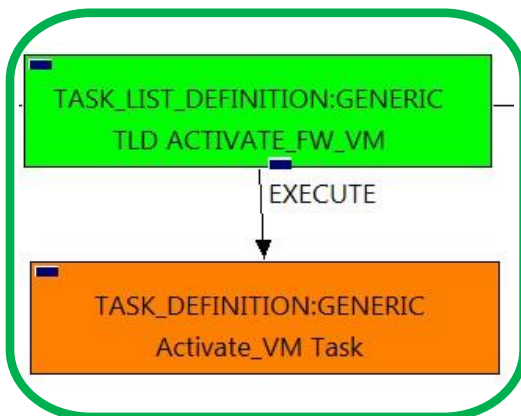 TASK_LIST_DEFINITION:GENERIC
TLD ACTIVATE_FW_VM
EXECUTE
TASK_DEFINITION:GENERIC
Activate_VM Task